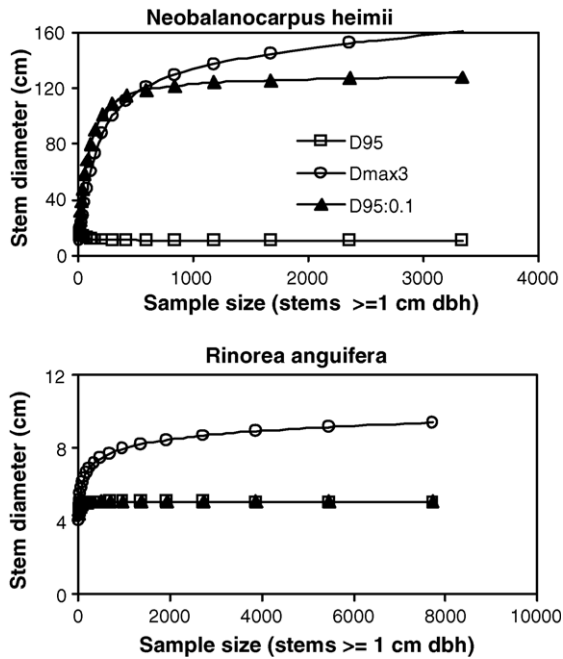 Neobalanocarpus heimii
160
120
80
40
0
Stem diameter (cm)
D95
Dmax3
D95:0.1
0 1000 2000 3000 4000
Sample size (stems >=1 cm dbh)
Rinorea anguifera
12
8
4
0
Stem diameter (cm)
0 2000 4000 6000 8000 10000
Sample size (stems >= 1 cm dbh)